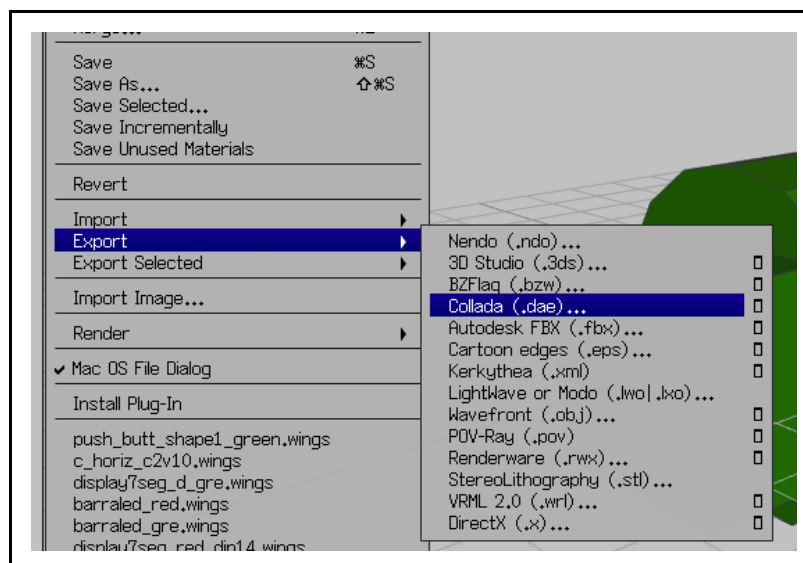 Save ⌘S
Save As... ⇧⌘S
Save Selected...
Save Incrementally
Save Unused Materials
Revert
Import
Export
Export Selected
Import Image...
Render
✔ Mac OS File Dialog
Install Plug-In
push_butt_shape1_green.wings
c_horiz_c2v10.wings
display7seg_d_gre.wings
barraled_red.wings
barraled_gre.wings
display7seg_red_dip14.wings
Nendo (.ndo)...
3D Studio (.3ds)...
BZFlag (.bzw)...
Collada (.dae)...
Autodesk FBX (.fbx)...
Cartoon edges (.eps)...
Kerkythea (.xml)
LightWave or Modo (.lwo|.lxo)...
Wavefront (.obj)...
POV-Ray (.pov)
Renderware (.rwx)...
StereoLithography (.stl)...
VRML 2.0 (.wrl)...
DirectX (.x)...